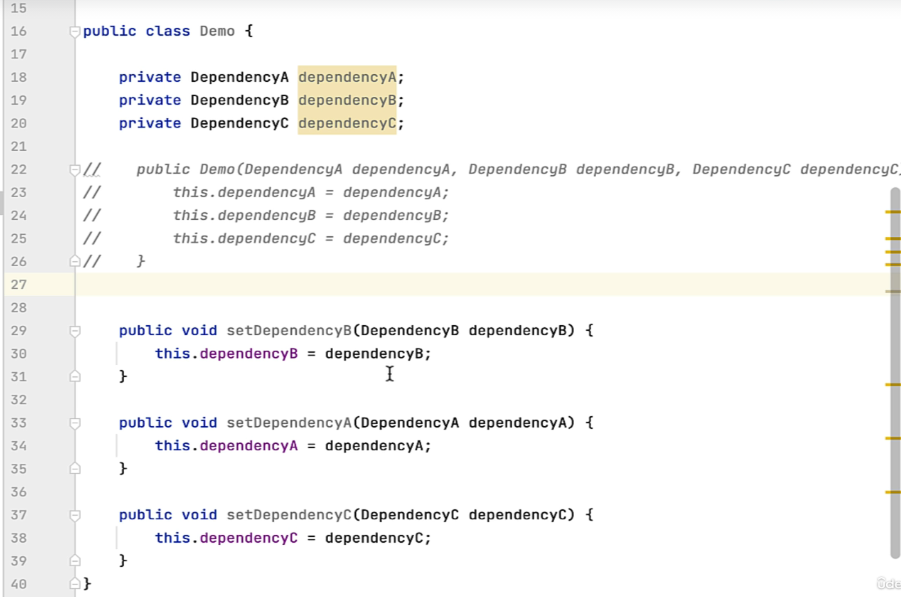 15
16 public class Demo {
17
18 private DependencyA dependencyA;
19 private DependencyB dependencyB;
20 private DependencyC dependencyC;
21
22 // public Demo(DependencyA dependencyA, DependencyB dependencyB, DependencyC dependencyC
23 // this.dependencyA = dependencyA;
24 // this.dependencyB = dependencyB;
25 // this.dependencyC = dependencyC;
26 // }
27
28
29 public void setDependencyB(DependencyB dependencyB) {
30 this.dependencyB = dependencyB;
31 }
32
33 public void setDependencyA(DependencyA dependencyA) {
34 this.dependencyA = dependencyA;
35 }
36
37 public void setDependencyC(DependencyC dependencyC) {
38 this.dependencyC = dependencyC;
39 }
40 }